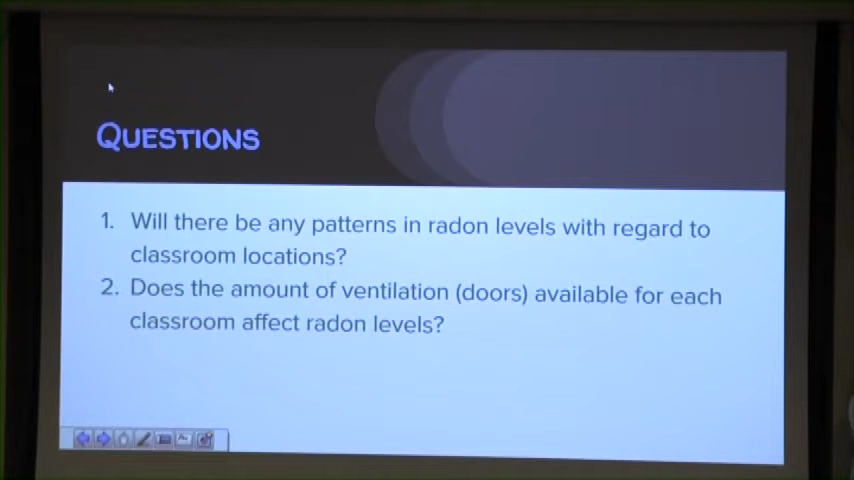 QUESTIONS
1. Will there be any patterns in radon levels with regard to
classroom locations?
2. Does the amount of ventilation (doors) available for each
classroom affect radon levels?